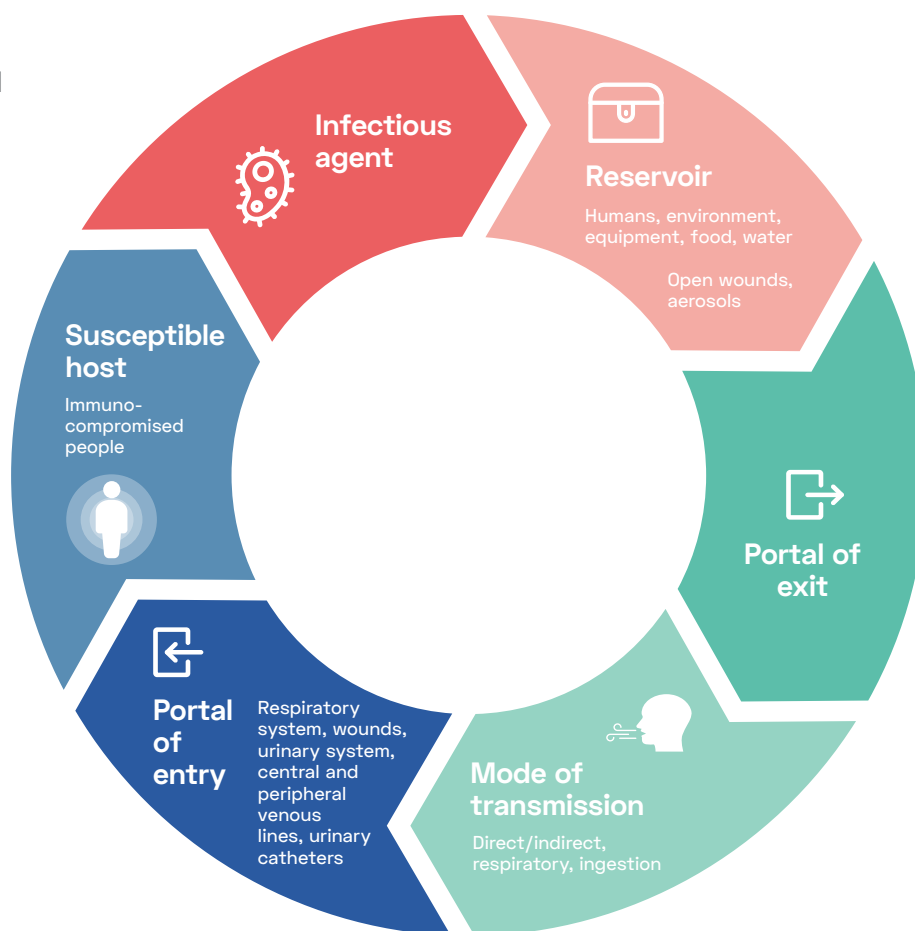 Infectious
agent
Reservoir
Humans, environment,
equipment, food, water
Open wounds,
aerosols
Portal of
exit
Mode of
transmission
Direct/indirect,
respiratory, ingestion
Portal
of
entry
Respiratory
system, wounds,
urinary system,
central and
peripheral
venous
lines, urinary
catheters
Susceptible
host
Immuno-
compromised
people